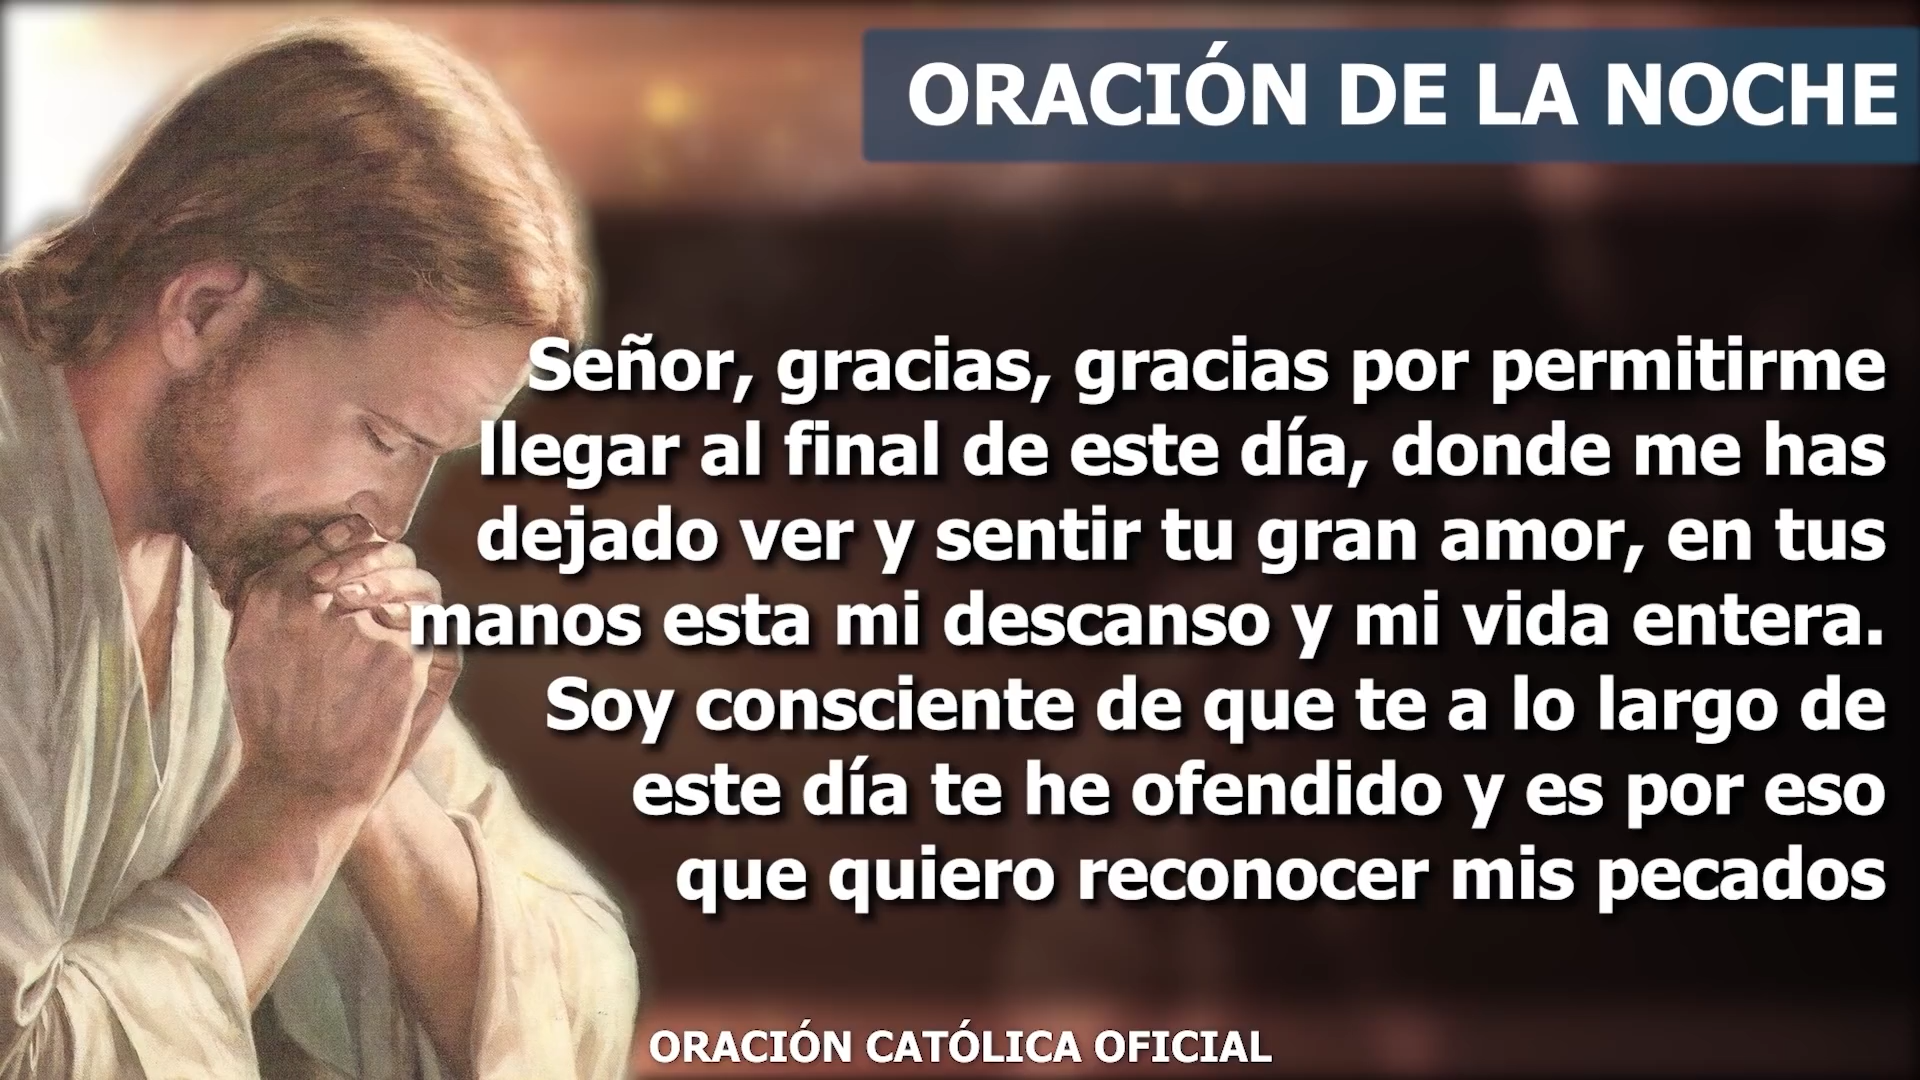 ORACIÓN DE LA NOCHE
Señor, gracias, gracias por permitirme
llegar al final de este día, donde me has
dejado ver y sentir tu gran amor, en tus
manos esta mi descanso y mi vida entera.
Soy consciente de que te a lo largo de
este día te he ofendido y es por eso
que quiero reconocer mis pecados
ORACIÓN CATÓLICA OFICIAL